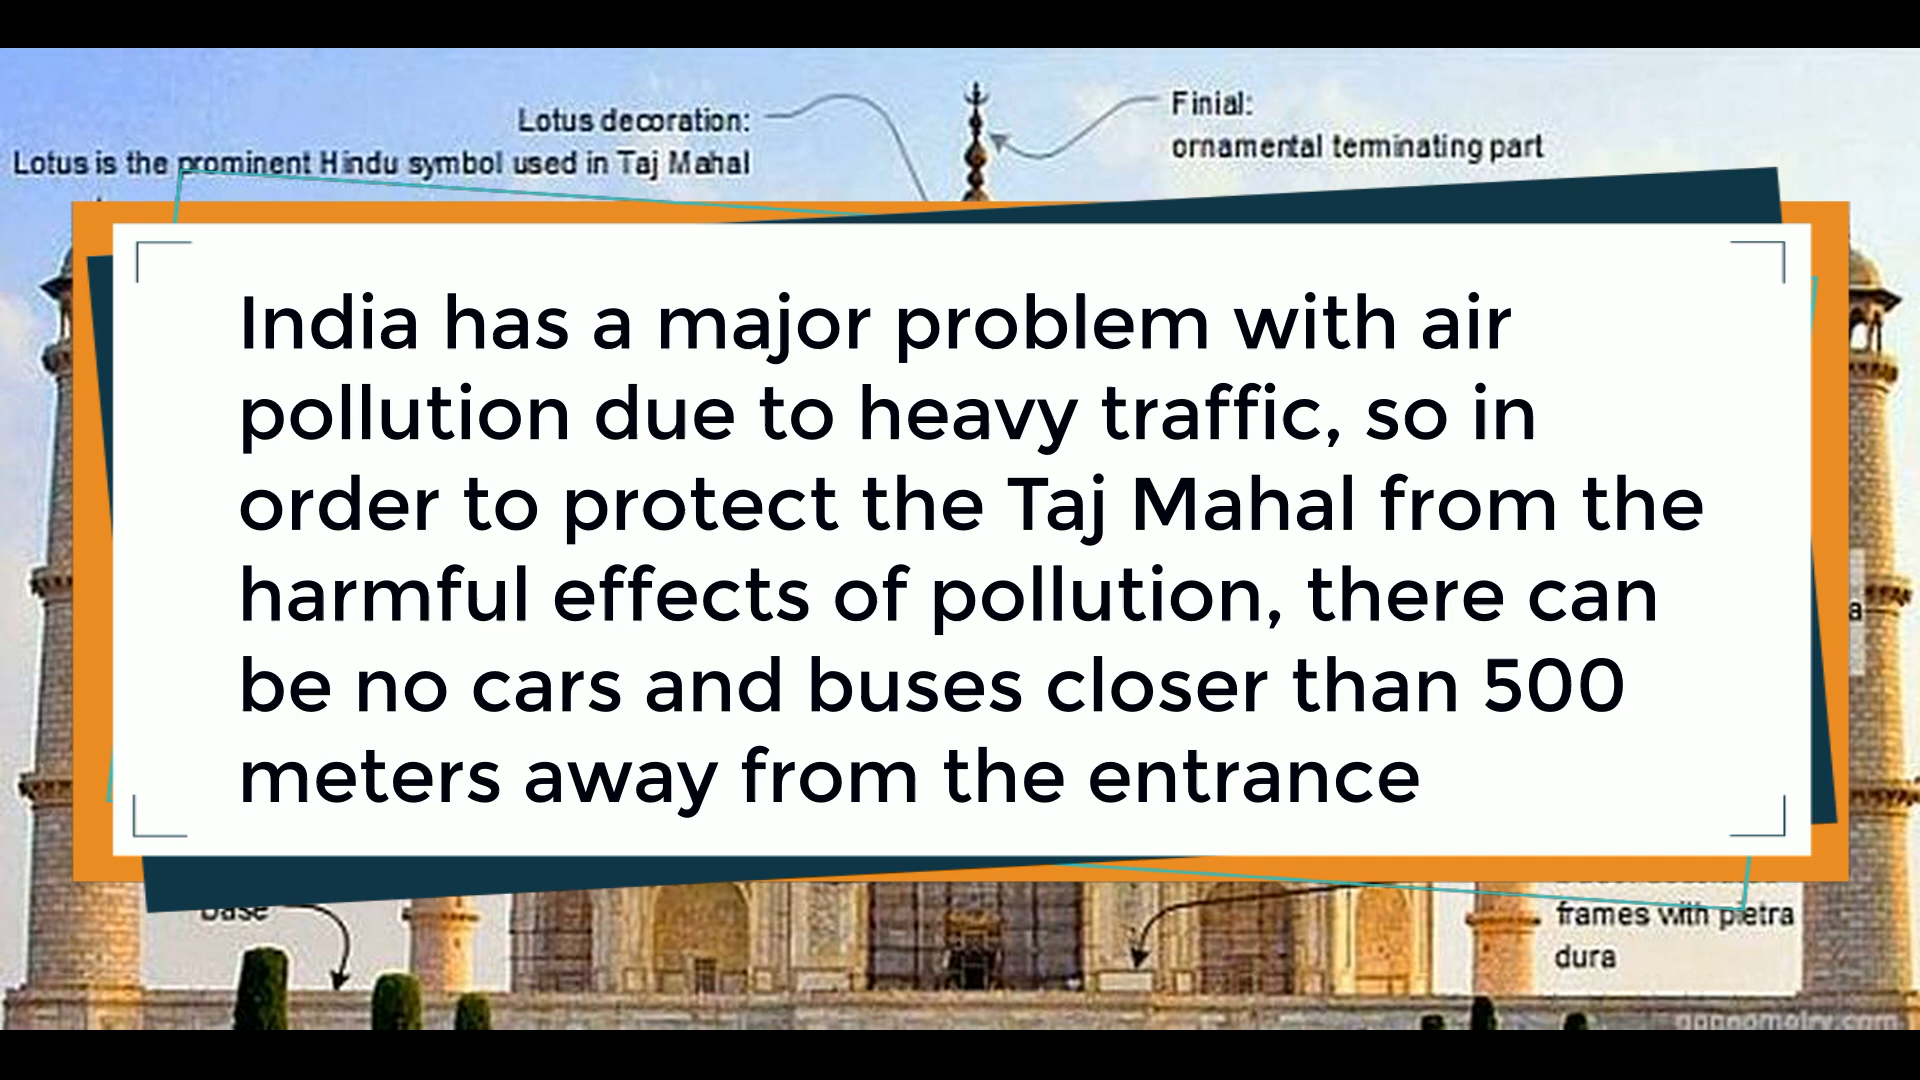 Lotus decoration:
Lotus is the prominent Hindu symbol used in Taj Mahal
Finial:
ornamental terminating part
India has a major problem with air
pollution due to heavy traffic, so in
order to protect the Taj Mahal from the
harmful effects of pollution, there can
be no cars and buses closer than 500
meters away from the entrance
a
Base
frames with pietra
dura